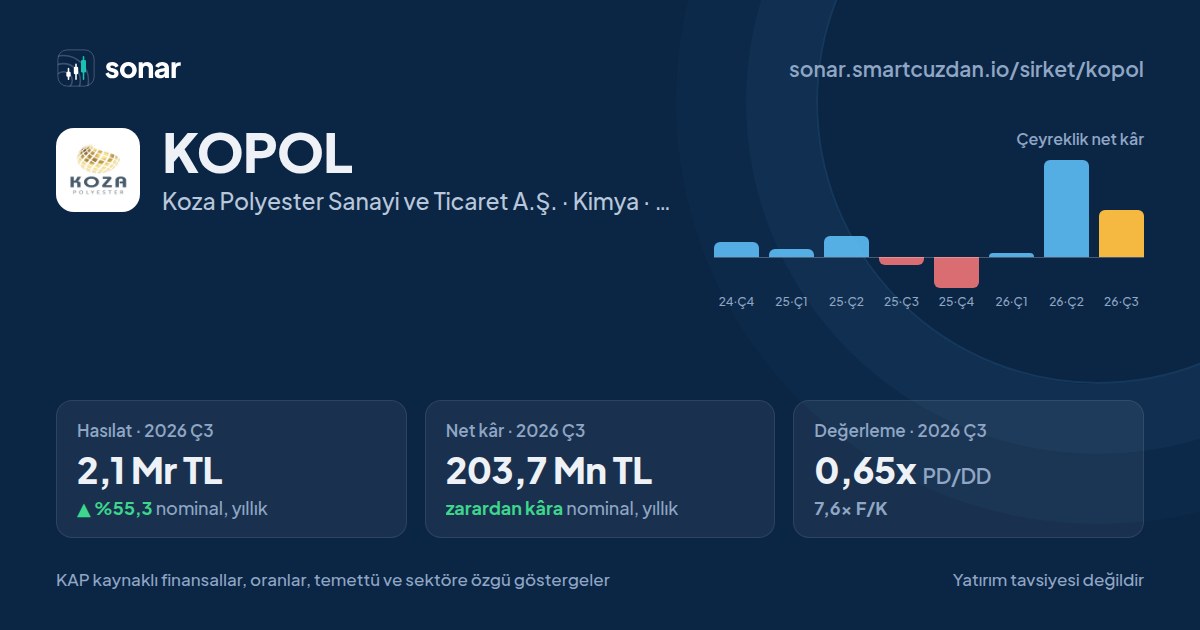 sonar
sonar.smartcuzdan.io/sirket/kopol
KOZA
POLYESTER
KOPOL
Koza Polyester Sanayi ve Ticaret A.Ş. · Kimya · ...
Çeyreklik net kâr
24·Ç4 25·Ç1 25·Ç2 25·Ç3 25·Ç4 26·Ç1 26·Ç2 26·Ç3
Hasılat · 2026 Ç3
2,1 Mr TL
▲ %55,3 nominal, yıllık
Net kâr · 2026 Ç3
203,7 Mn TL
zarardan kâra nominal, yıllık
Değerleme · 2026 Ç3
0,65x PD/DD
7,6x F/K
KAP kaynaklı finansallar, oranlar, temettü ve sektöre özgü göstergeler
Yatırım tavsiyesi değildir